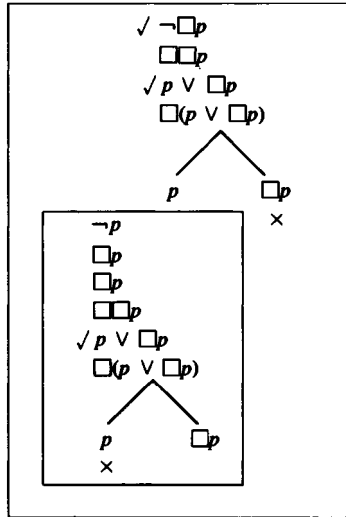 √ ¬□p
□□p
√ p ∨ □p
□(p ∨ □p)
p □p
×
¬p
□p
□p
□□p
√ p ∨ □p
□(p ∨ □p)
p □p
×